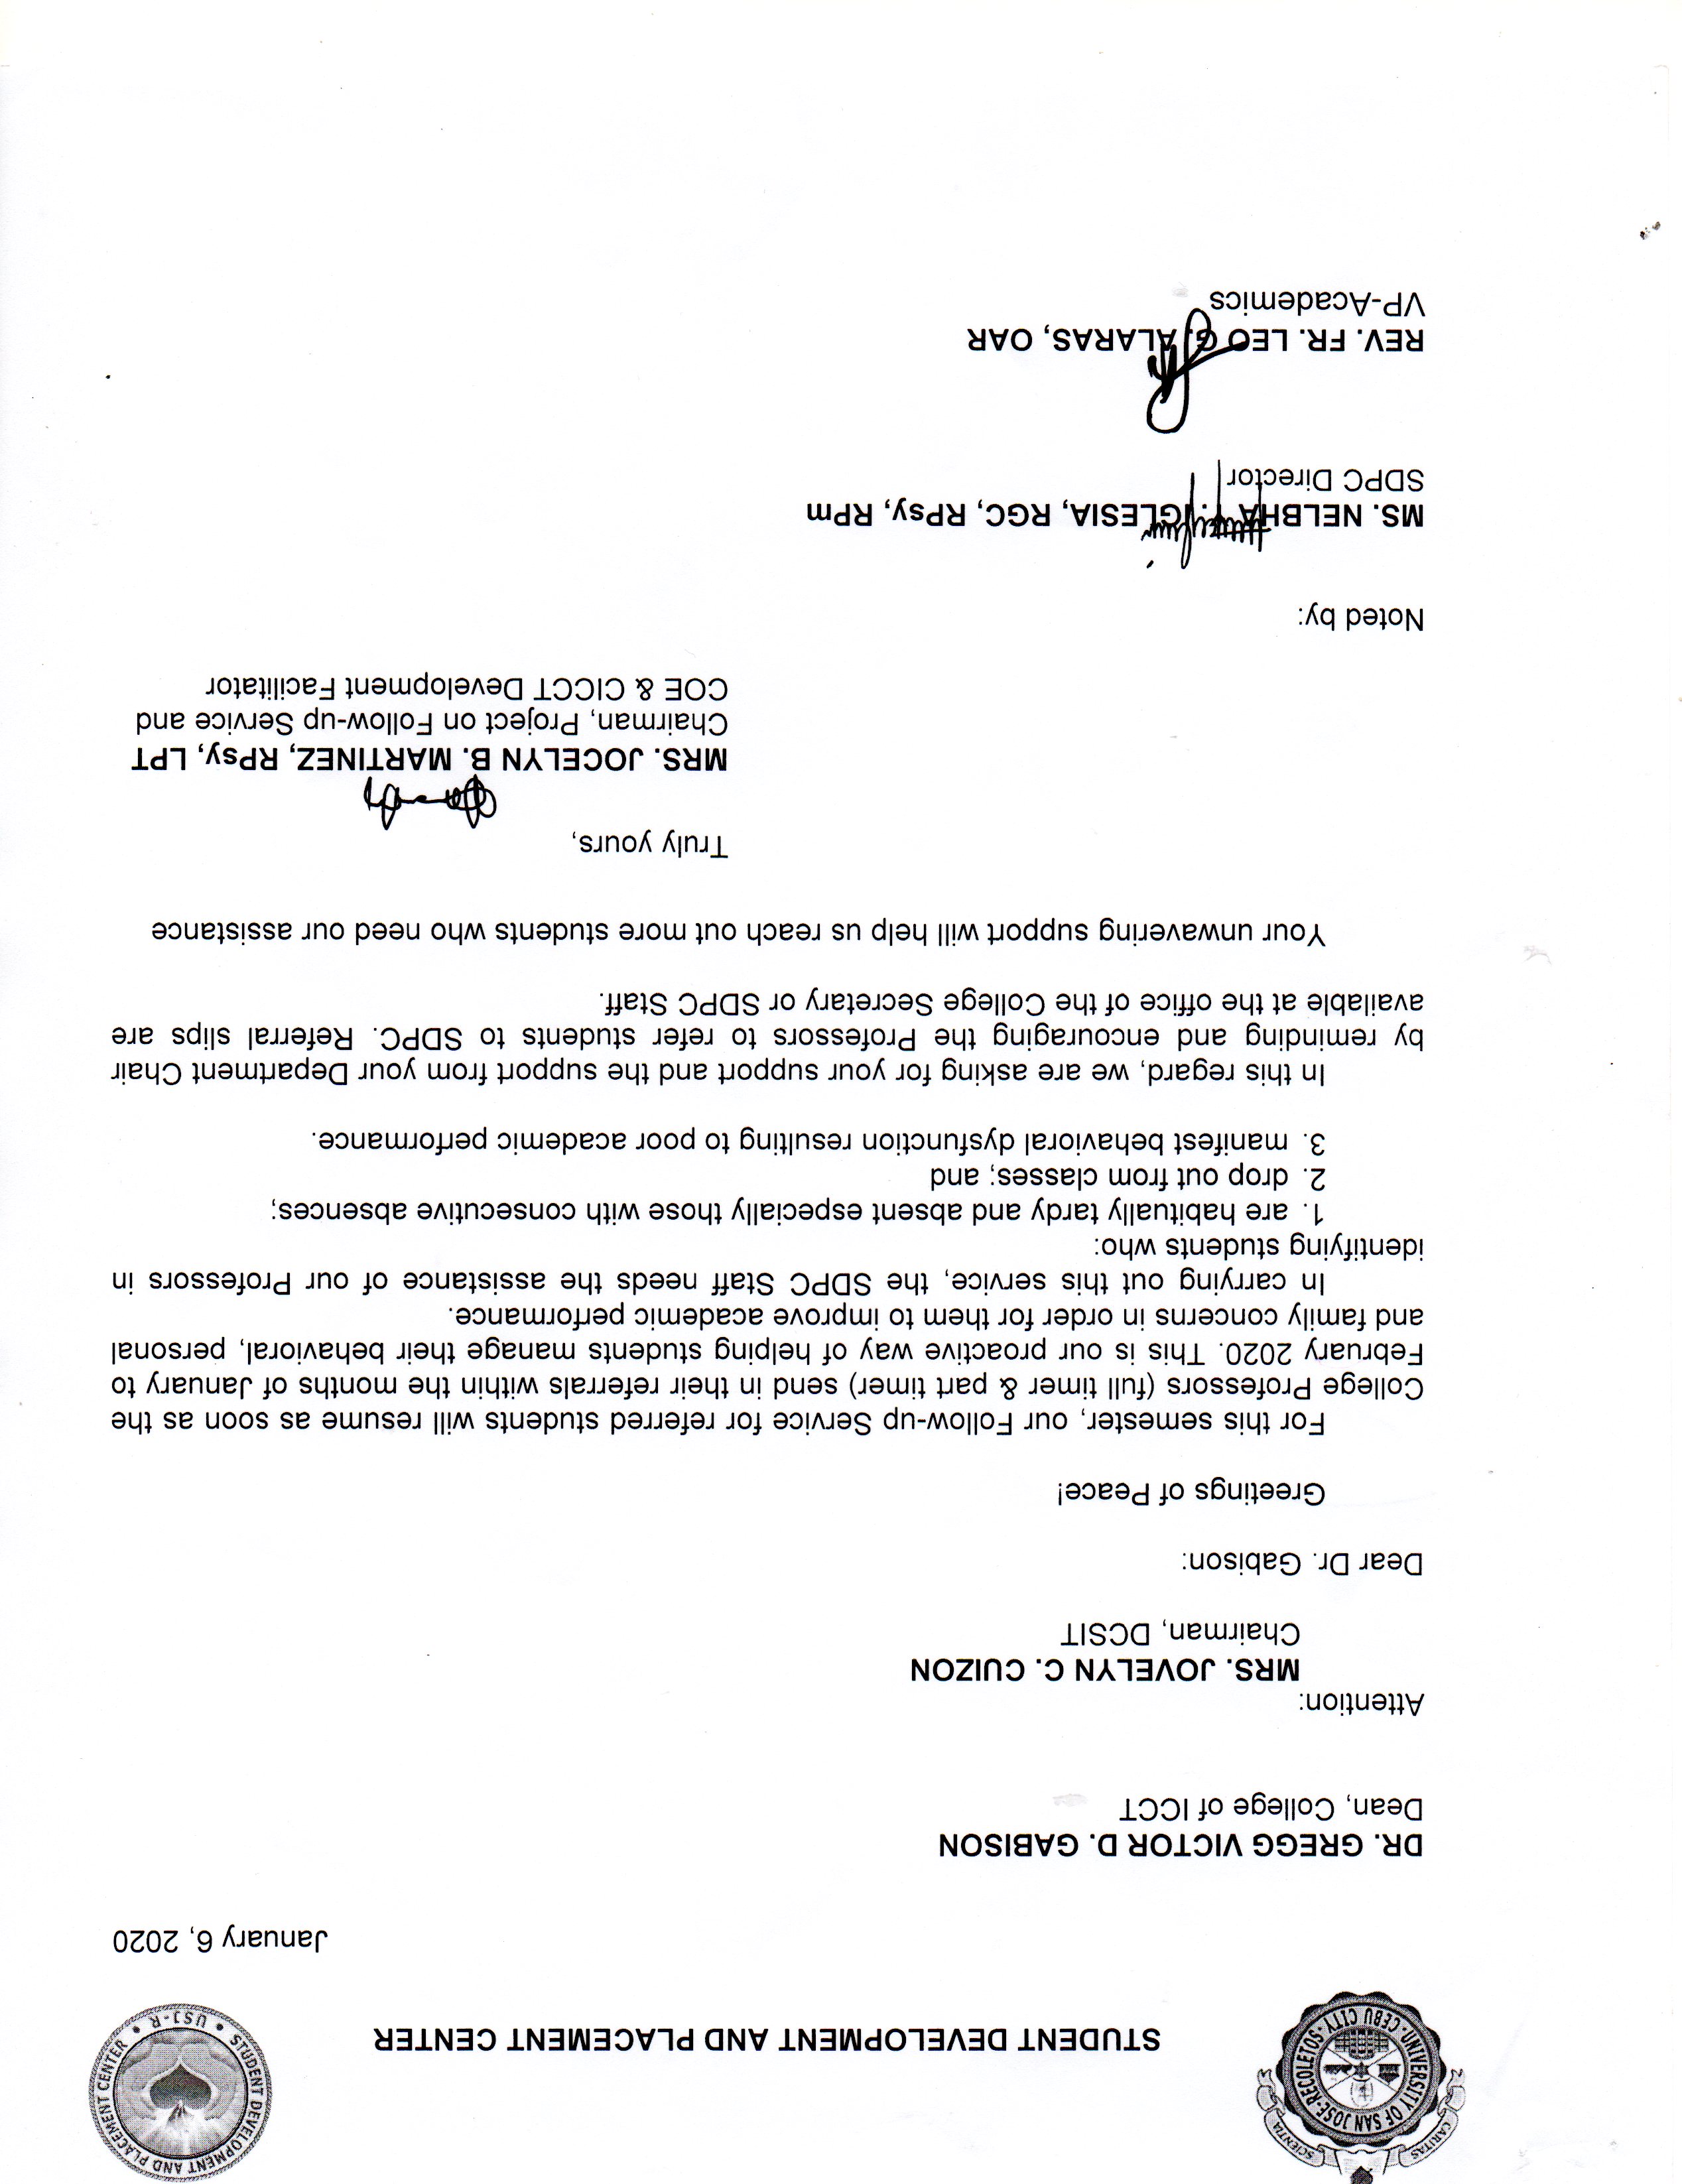 CARITAS
SCIENTIA
UNIVERSITY OF SAN JOSE-RECOLETOS
CEBU CITY
STUDENT DEVELOPMENT AND PLACEMENT CENTER
USJ-R
STUDENT DEVELOPMENT AND PLACEMENT CENTER
January 6, 2020
DR. GREGG VICTOR D. GABISON
Dean, College of ICCT
Attention:
MRS. JOVELYN C. CUIZON
Chairman, DCSIT
Dear Dr. Gabison:
Greetings of Peace!
For this semester, our Follow-up Service for referred students will resume as soon as the
College Professors (full timer & part timer) send in their referrals within the months of January to
February 2020. This is our proactive way of helping students manage their behavioral, personal
and family concerns in order for them to improve academic performance.
In carrying out this service, the SDPC Staff needs the assistance of our Professors in
identifying students who:
1. are habitually tardy and absent especially those with consecutive absences;
2. drop out from classes; and
3. manifest behavioral dysfunction resulting to poor academic performance.
In this regard, we are asking for your support and the support from your Department Chair
by reminding and encouraging the Professors to refer students to SDPC. Referral slips are
available at the office of the College Secretary or SDPC Staff.
Your unwavering support will help us reach out more students who need our assistance
Truly yours,
MRS. JOCELYN B. MARTINEZ, RPsy, LPT
Chairman, Project on Follow-up Service and
COE & CICCT Development Facilitator
Noted by:
MS. NELBHA T. IGLESIA, RGC, RPsy, RPm
SDPC Director
REV. FR. LEO G. ALARAS, OAR
VP-Academics